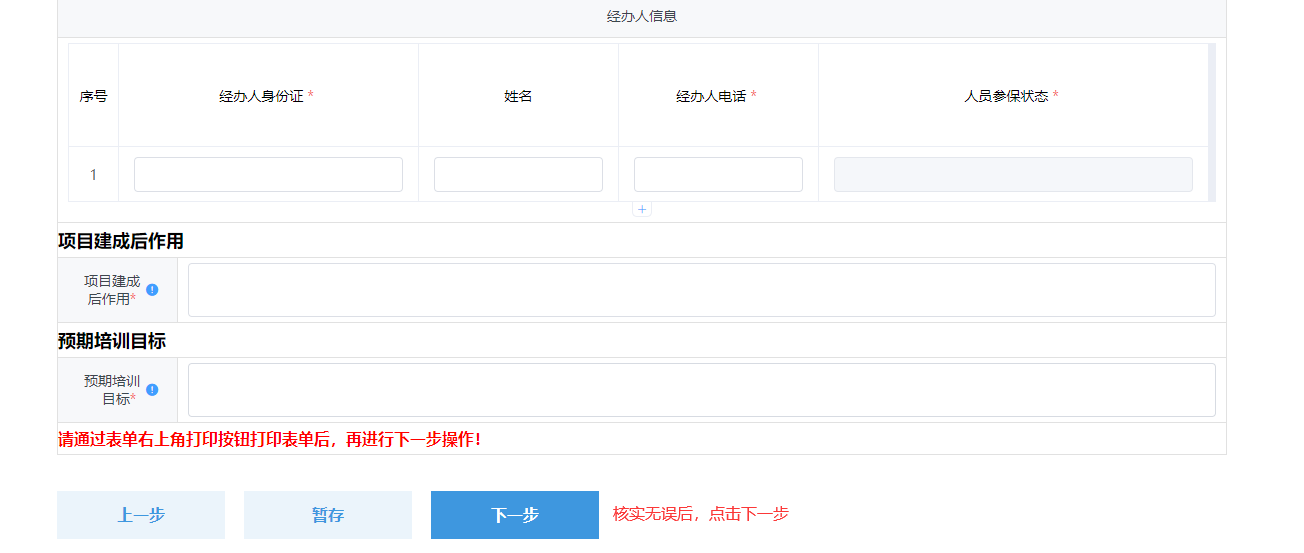 经办人信息
序号 经办人身份证 * 姓名 经办人电话 * 人员参保状态 *
1
+
项目建成后作用
项目建成
后作用*
预期培训目标
预期培训
目标*
请通过表单右上角打印按钮打印表单后，再进行下一步操作！
上一步 暂存 下一步 核实无误后，点击下一步